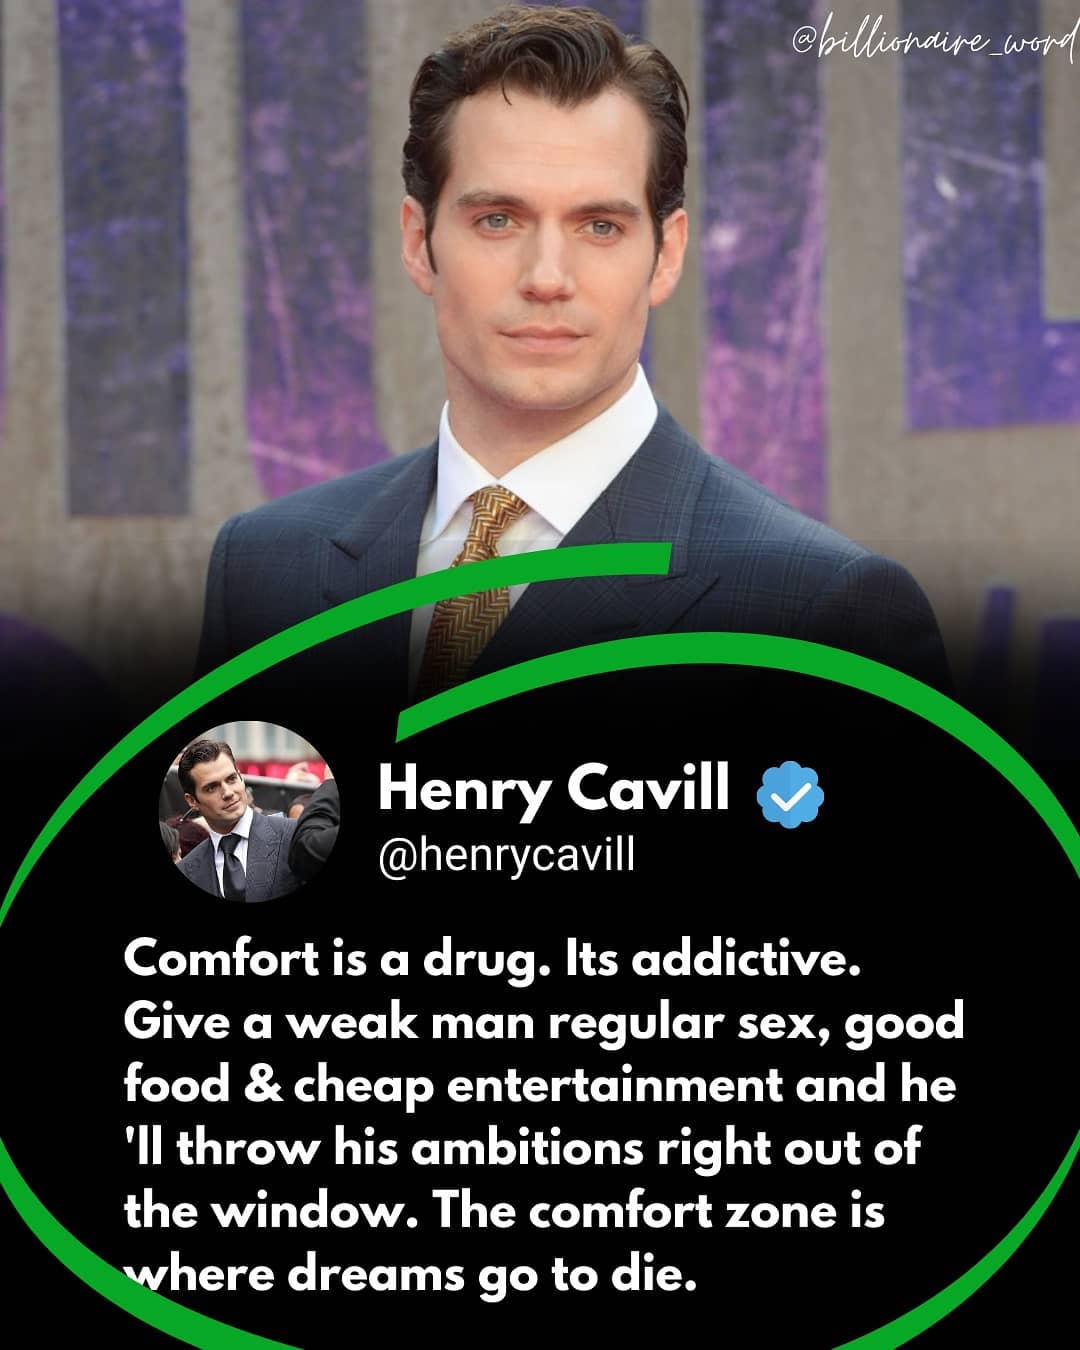 @billionaire_word
Henry Cavill
@henrycavill
Comfort is a drug. Its addictive.
Give a weak man regular sex, good
food & cheap entertainment and he
'll throw his ambitions right out of
the window. The comfort zone is
where dreams go to die.